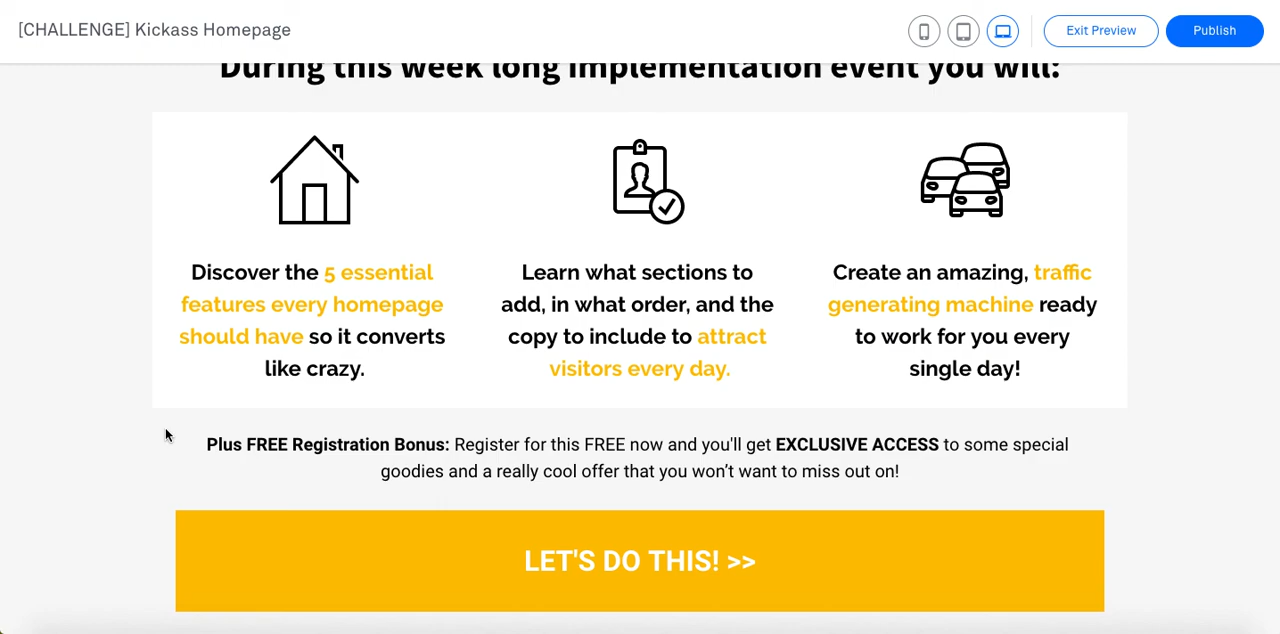 [CHALLENGE] Kickass Homepage
Exit Preview
Publish
During this week long implementation event you will:
Discover the 5 essential
features every homepage
should have so it converts
like crazy.
Learn what sections to
add, in what order, and the
copy to include to attract
visitors every day.
Create an amazing, traffic
generating machine ready
to work for you every
single day!
Plus FREE Registration Bonus: Register for this FREE now and you'll get EXCLUSIVE ACCESS to some special
goodies and a really cool offer that you won’t want to miss out on!
LET'S DO THIS! >>